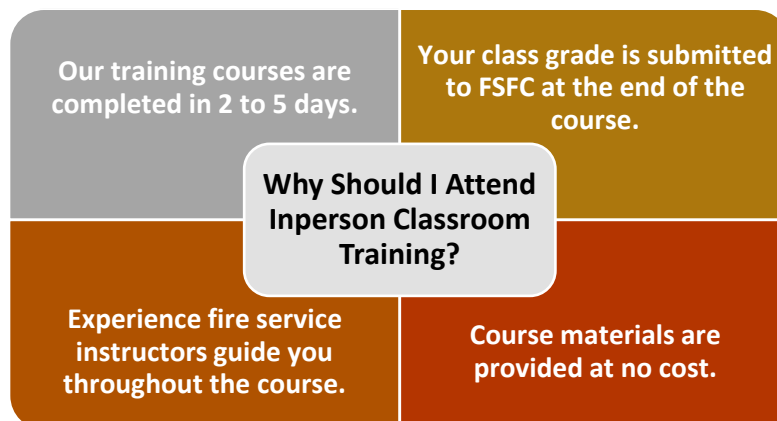 Our training courses are
completed in 2 to 5 days.
Your class grade is submitted
to FSFC at the end of the
course.
Why Should I Attend
Inperson Classroom
Training?
Experience fire service
instructors guide you
throughout the course.
Course materials are
provided at no cost.